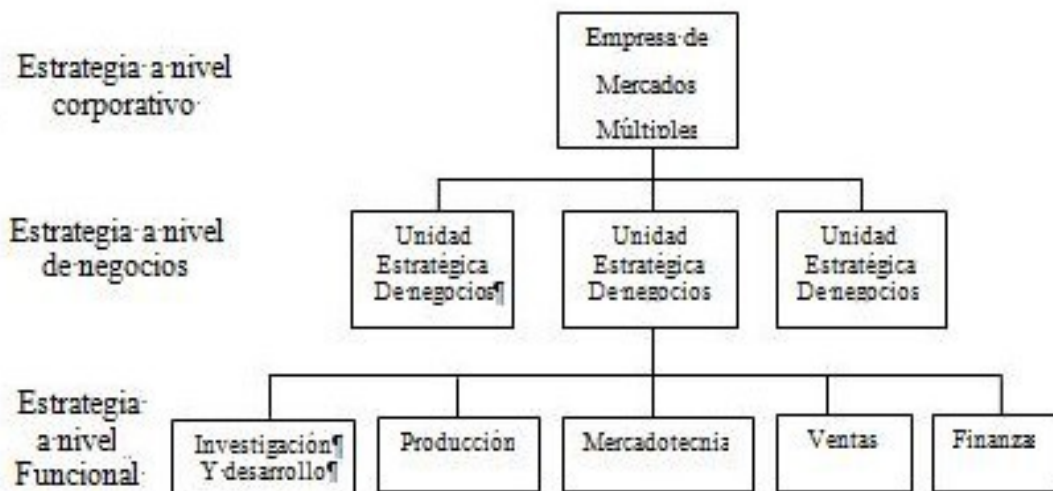 Estrategia a nivel
corporativo
Empresa de
Mercados
Múltiples
Estrategia a nivel
de negocios
Unidad
Estratégica
De negocios¶
Unidad
Estratégica
De negocios
Unidad
Estratégica
De negocios
Estrategia
a nivel
Funcional
Investigación¶
Y desarrollo¶
Producción
Mercadotecnia
Ventas
Finanzas